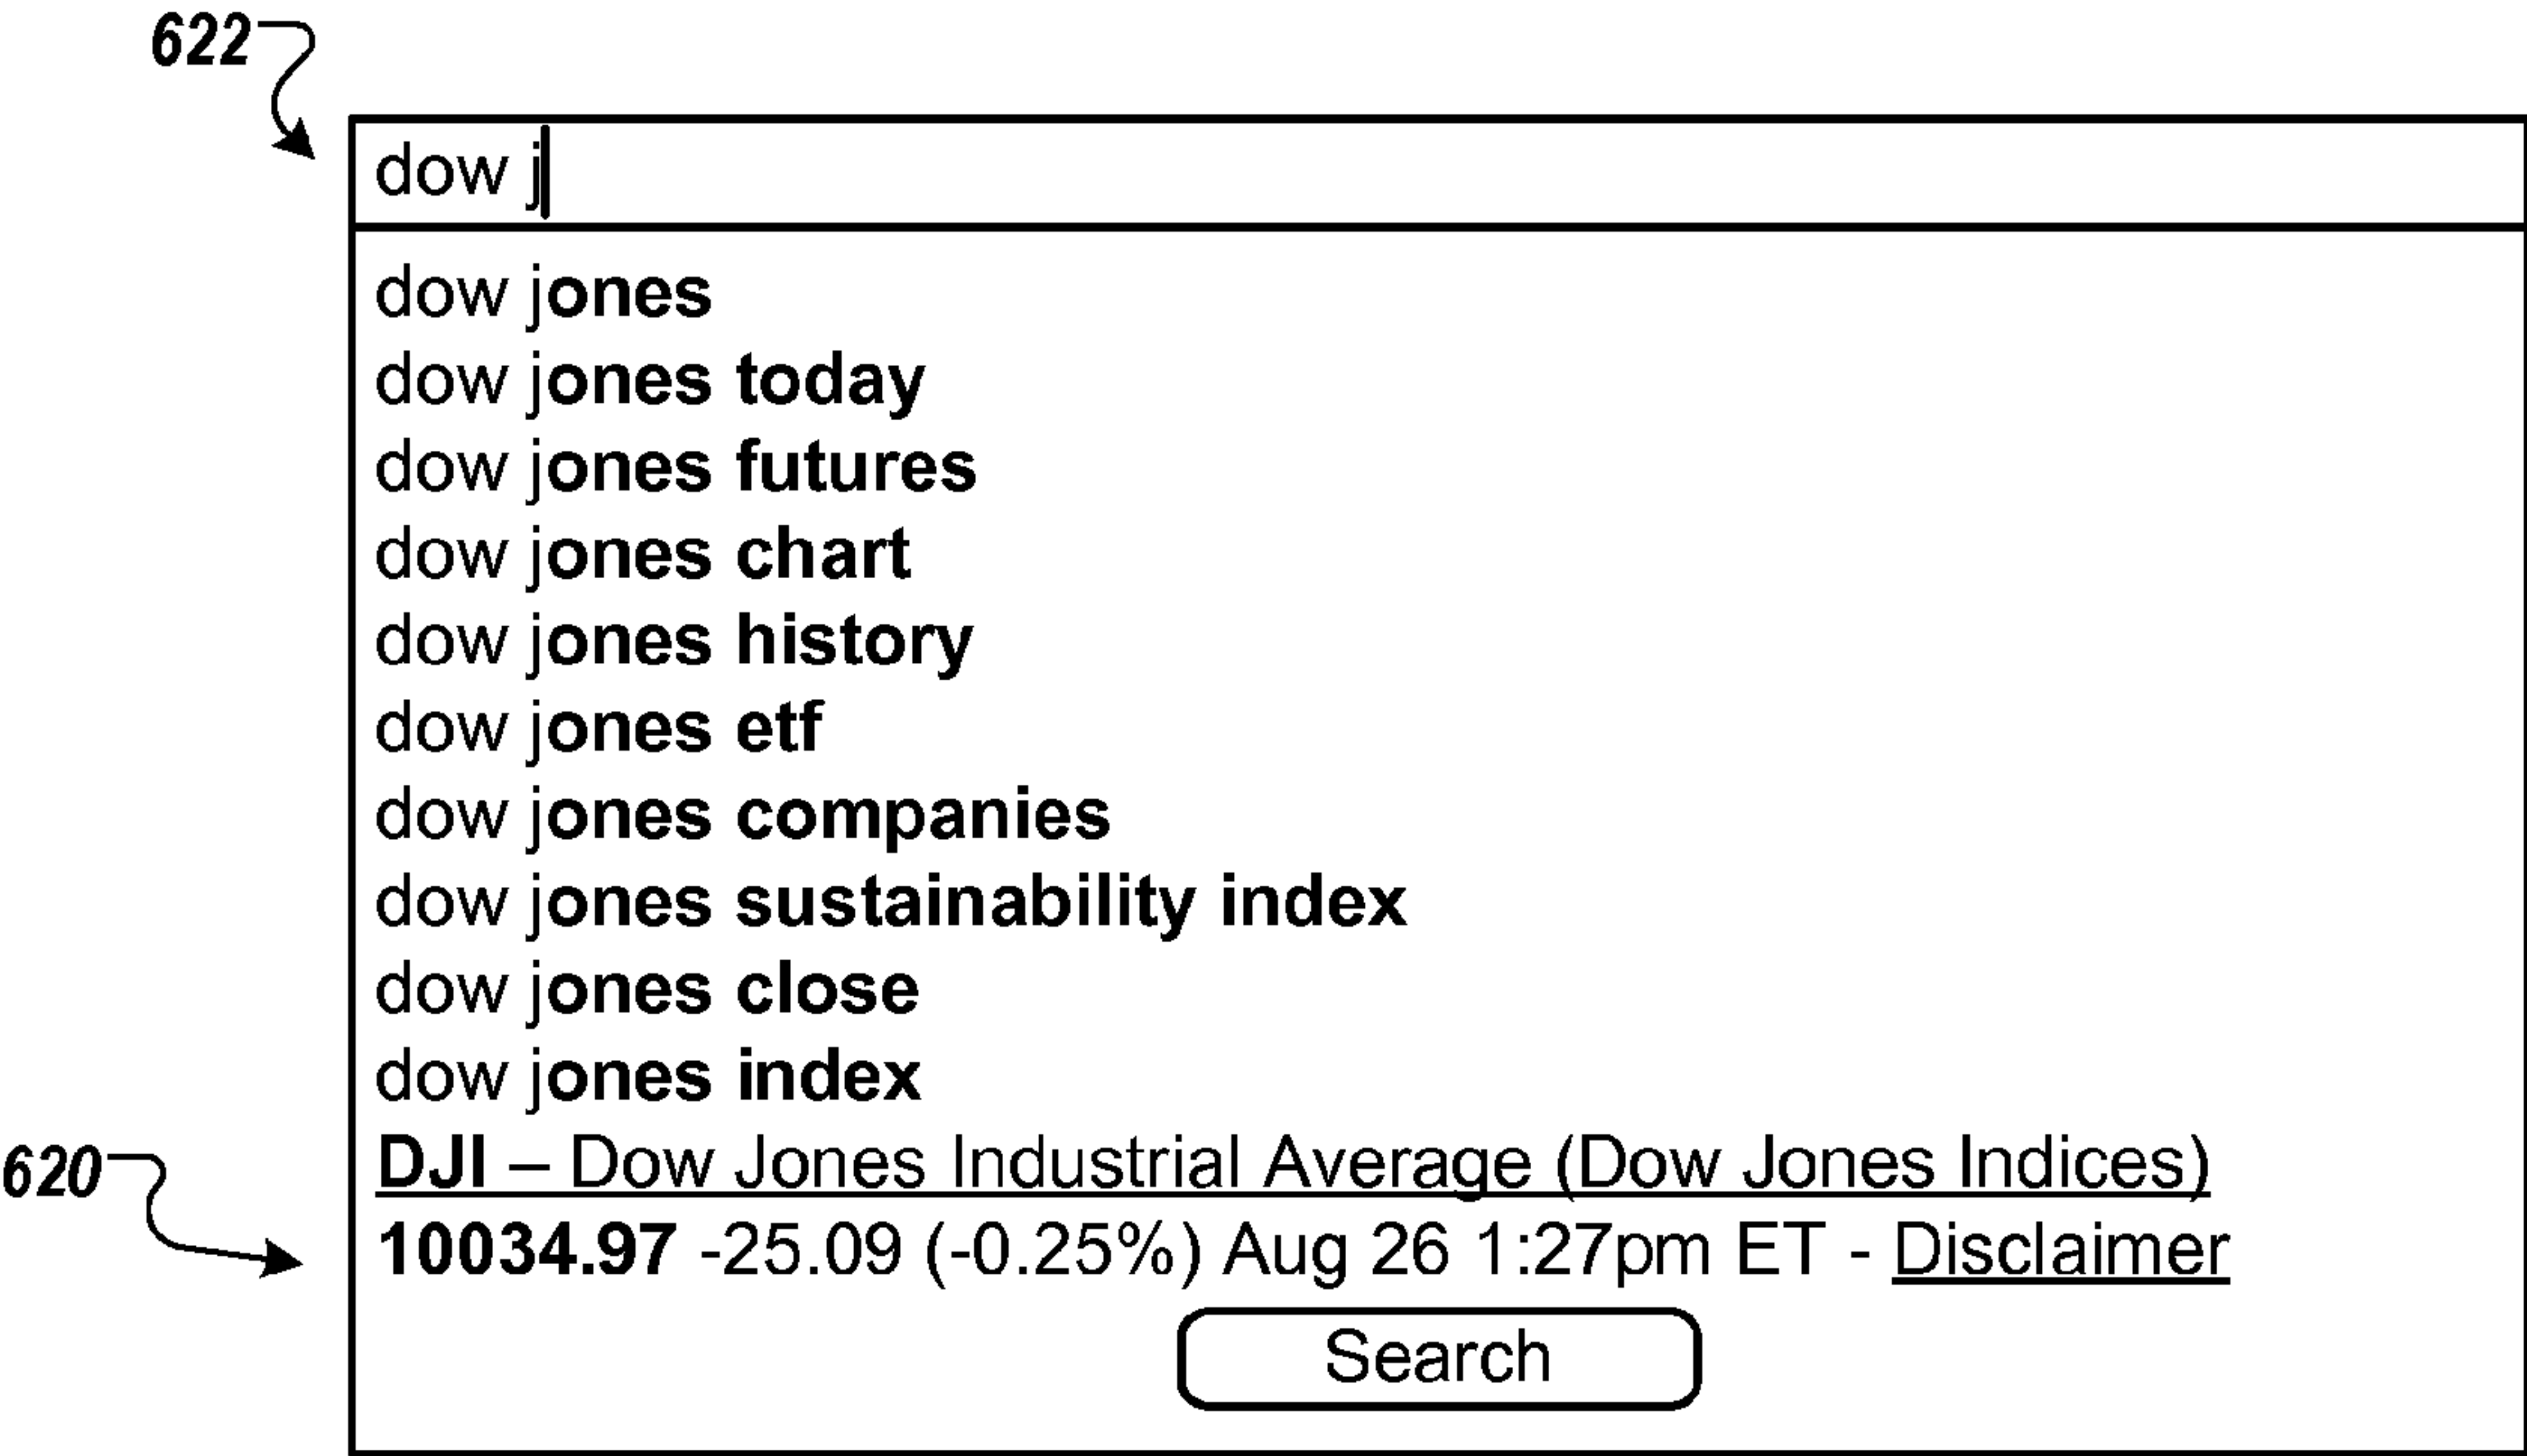 622
dow j
dow jones
dow jones today
dow jones futures
dow jones chart
dow jones history
dow jones etf
dow jones companies
dow jones sustainability index
dow jones close
dow jones index
DJI – Dow Jones Industrial Average (Dow Jones Indices)
620
10034.97 -25.09 (-0.25%) Aug 26 1:27pm ET - Disclaimer
Search